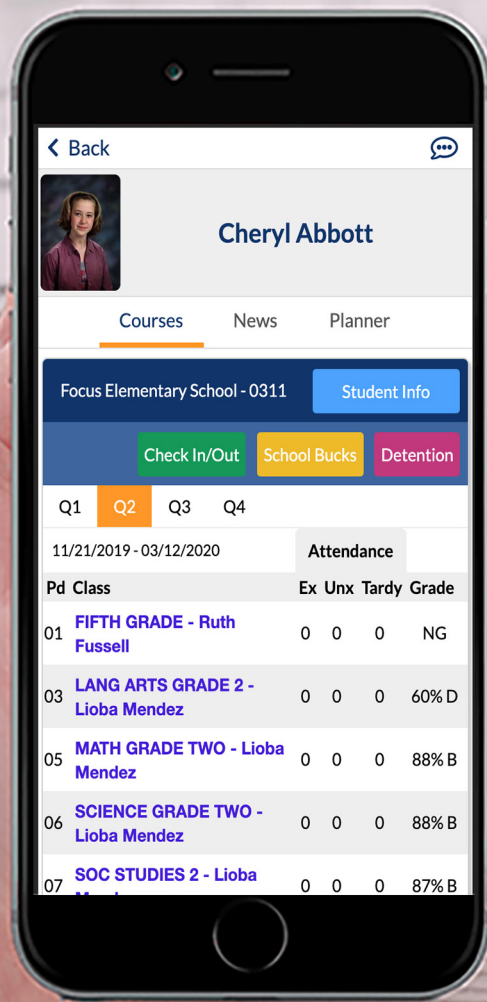 Back
Cheryl Abbott
Courses News Planner
Focus Elementary School - 0311 Student Info
Check In/Out School Bucks Detention
Q1 Q2 Q3 Q4
11/21/2019 - 03/12/2020 Attendance
Pd Class Ex Unx Tardy Grade
01 FIFTH GRADE - Ruth Fussell 0 0 0 NG
03 LANG ARTS GRADE 2 - Lioba Mendez 0 0 0 60% D
05 MATH GRADE TWO - Lioba Mendez 0 0 0 88% B
06 SCIENCE GRADE TWO - Lioba Mendez 0 0 0 88% B
07 SOC STUDIES 2 - Lioba 0 0 0 87% B